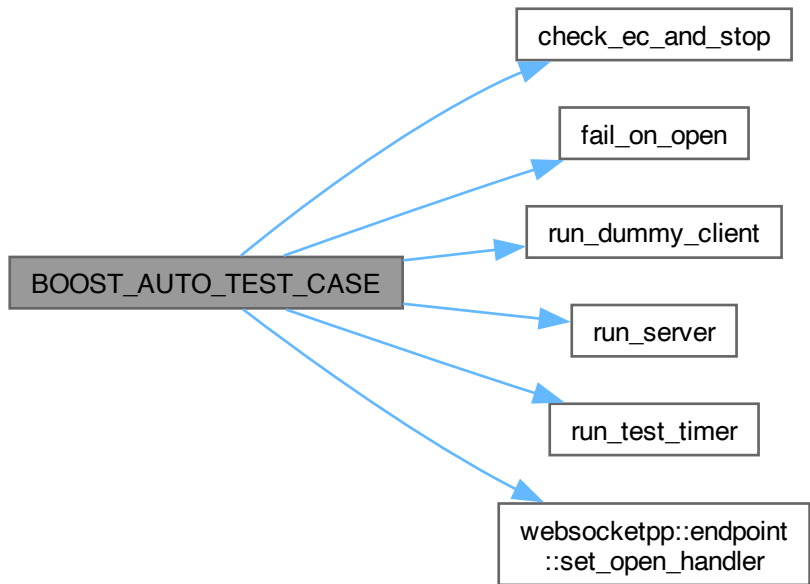 check_ec_and_stop
fail_on_open
run_dummy_client
BOOST_AUTO_TEST_CASE
run_server
run_test_timer
websocketpp::endpoint
::set_open_handler